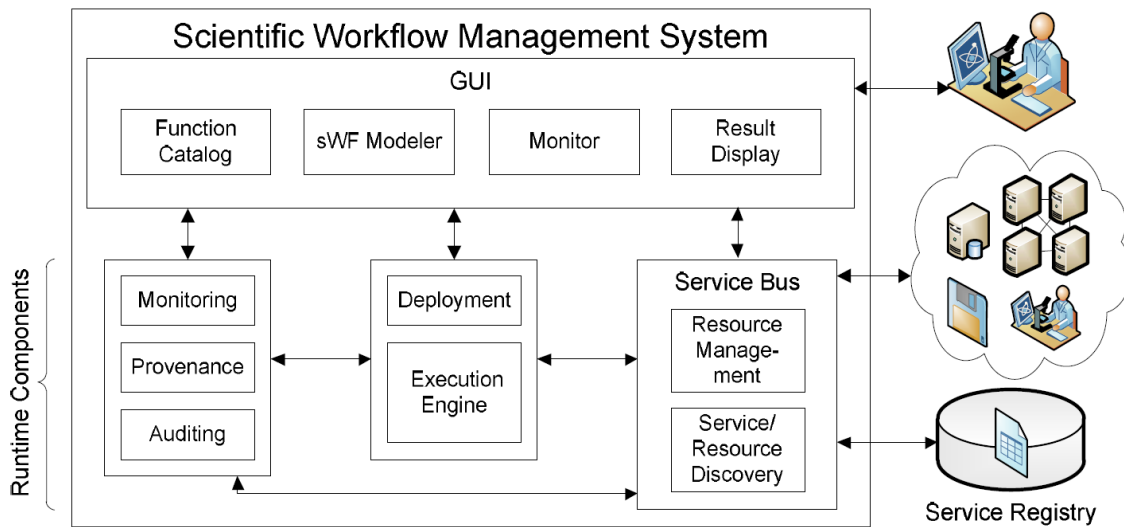 Scientific Workflow Management System
GUI
Function
Catalog
sWF Modeler
Monitor
Result
Display
Runtime Components
Monitoring
Provenance
Auditing
Deployment
Execution
Engine
Service Bus
Resource
Manage-
ment
Service/
Resource
Discovery
Service Registry